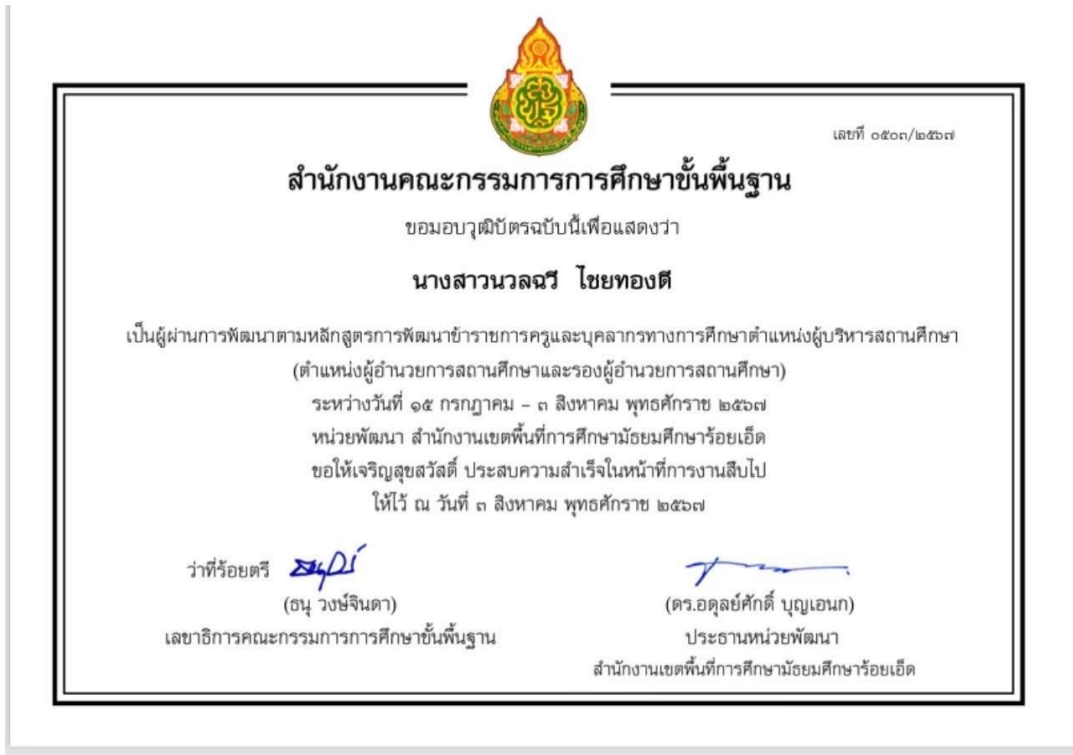 เลขที่ ๐๕๐๓/๒๕๖๗
สำนักงานคณะกรรมการการศึกษาขั้นพื้นฐาน
ขอมอบวุฒิบัตรฉบับนี้เพื่อแสดงว่า
นางสาวนวลฉวี ไชยทองดี
เป็นผู้ผ่านการพัฒนาตามหลักสูตรการพัฒนาข้าราชการครูและบุคลากรทางการศึกษาตำแหน่งผู้บริหารสถานศึกษา
(ตำแหน่งผู้อำนวยการสถานศึกษาและรองผู้อำนวยการสถานศึกษา)
ระหว่างวันที่ ๑๕ กรกฎาคม – ๓ สิงหาคม พุทธศักราช ๒๕๖๗
หน่วยพัฒนา สำนักงานเขตพื้นที่การศึกษามัธยมศึกษาร้อยเอ็ด
ขอให้เจริญสุขสวัสดิ์ ประสบความสำเร็จในหน้าที่การงานสืบไป
ให้ไว้ ณ วันที่ ๓ สิงหาคม พุทธศักราช ๒๕๖๗
ว่าที่ร้อยตรี
(ธนุ วงษ์จินดา)
เลขาธิการคณะกรรมการการศึกษาขั้นพื้นฐาน
(ดร.อดุลย์ศักดิ์ บุญเอนก)
ประธานหน่วยพัฒนา
สำนักงานเขตพื้นที่การศึกษามัธยมศึกษาร้อยเอ็ด